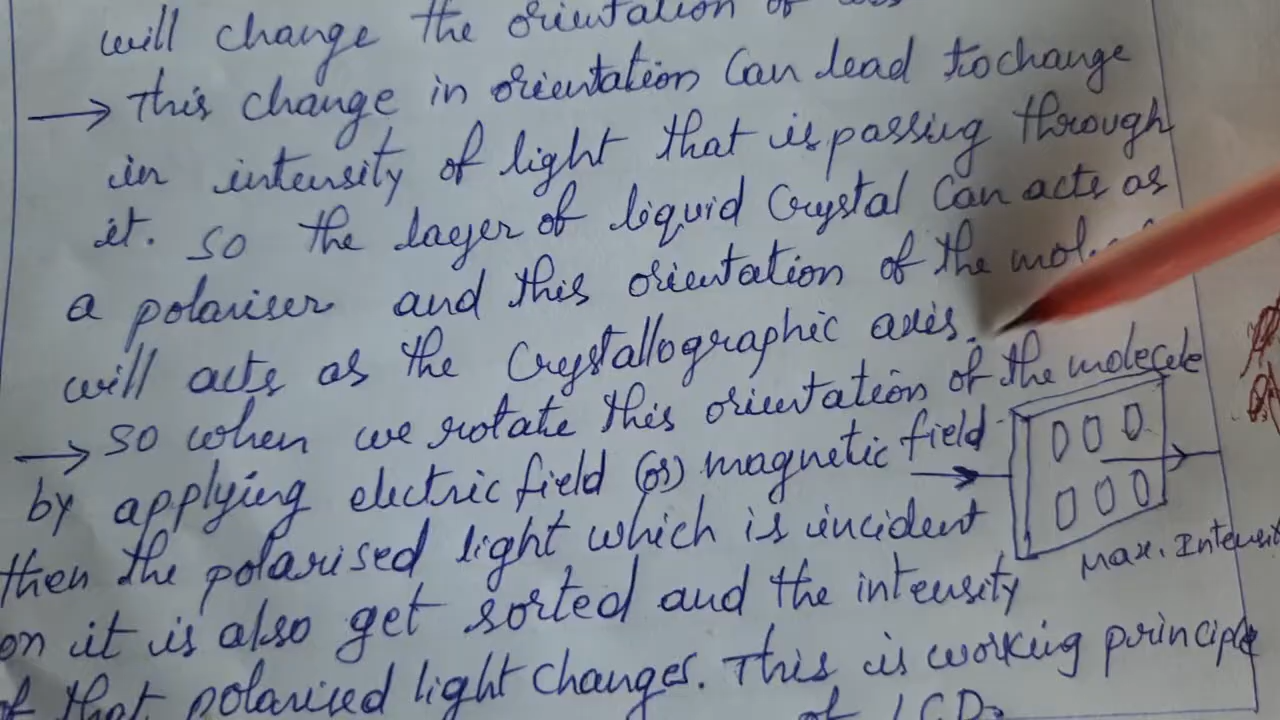 will change the orientation of
→ This change in orientation can lead to change
in intensity of light that is passing through
it. So the layer of liquid crystal can acts as
a polariser and this orientation of the
will acts as the crystallographic axis.
→ So when we rotate this orientation of the molecule
by applying electric field (or) magnetic field
then the polarised light which is incident
on it is also get sorted and the intensity
of that polarised light changes. This is working principle
of LCDs
Max. Intensit